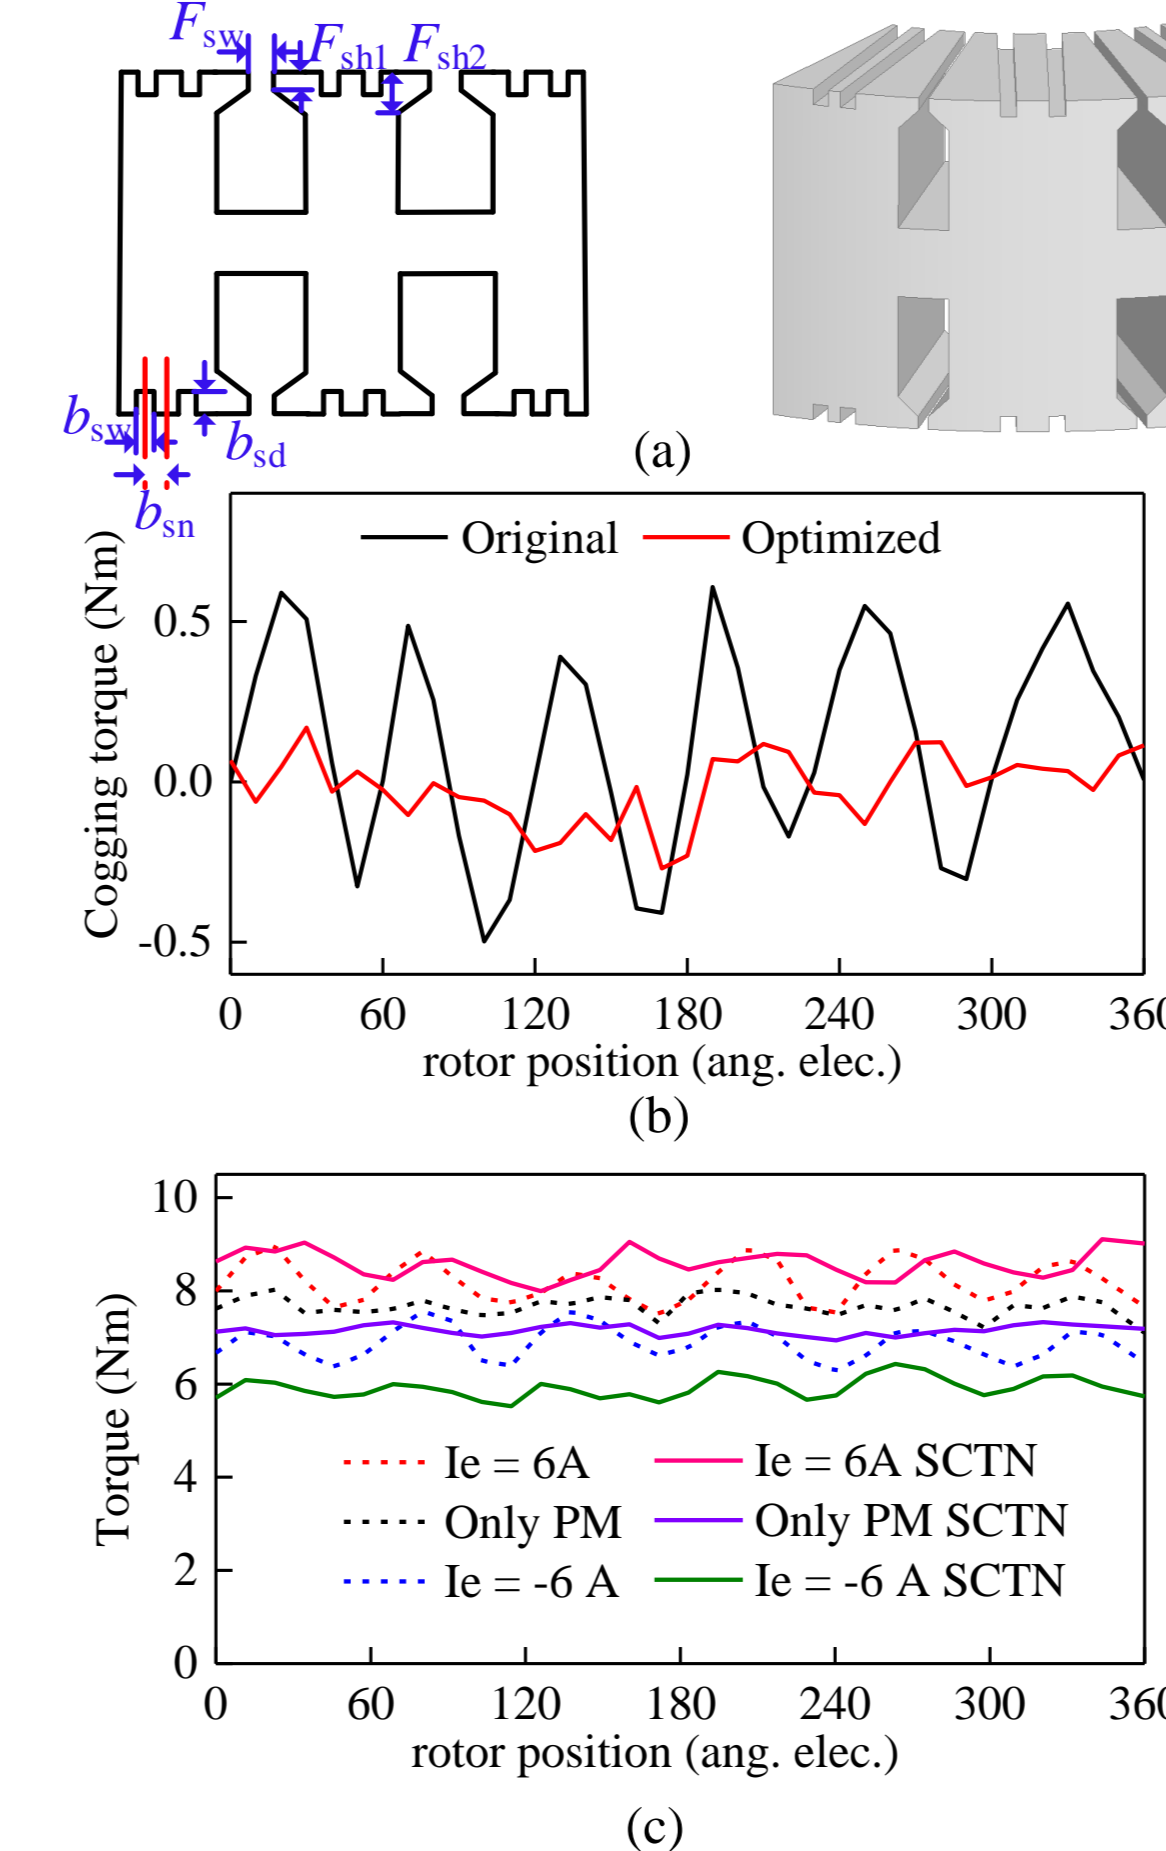 Fsw Fsh1 Fsh2
bsw
bsd
bsn
(a)
Original Optimized
Cogging torque (Nm)
0.5
0.0
-0.5
0 60 120 180 240 300 360
rotor position (ang. elec.)
(b)
Torque (Nm)
10
8
6
4
2
0
Ie = 6A Ie = 6A SCTN
Only PM Only PM SCTN
Ie = -6 A Ie = -6 A SCTN
0 60 120 180 240 300 360
rotor position (ang. elec.)
(c)